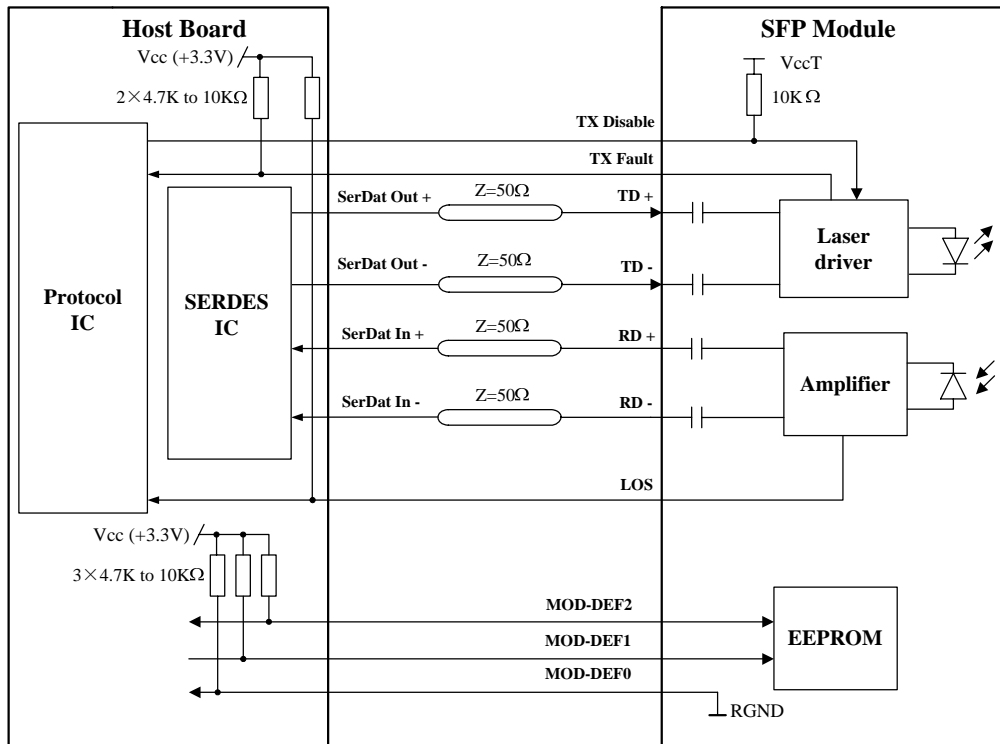 Host Board
SFP Module
Vcc (+3.3V)
VccT
2×4.7K to 10KΩ
10KΩ
TX Disable
TX Fault
SerDat Out +
Z=50Ω
TD +
Laser
driver
SerDat Out -
Z=50Ω
TD -
Protocol
IC
SERDES
IC
SerDat In +
Z=50Ω
RD +
Amplifier
SerDat In -
Z=50Ω
RD -
LOS
Vcc (+3.3V)
3×4.7K to 10KΩ
MOD-DEF2
EEPROM
MOD-DEF1
MOD-DEF0
RGND